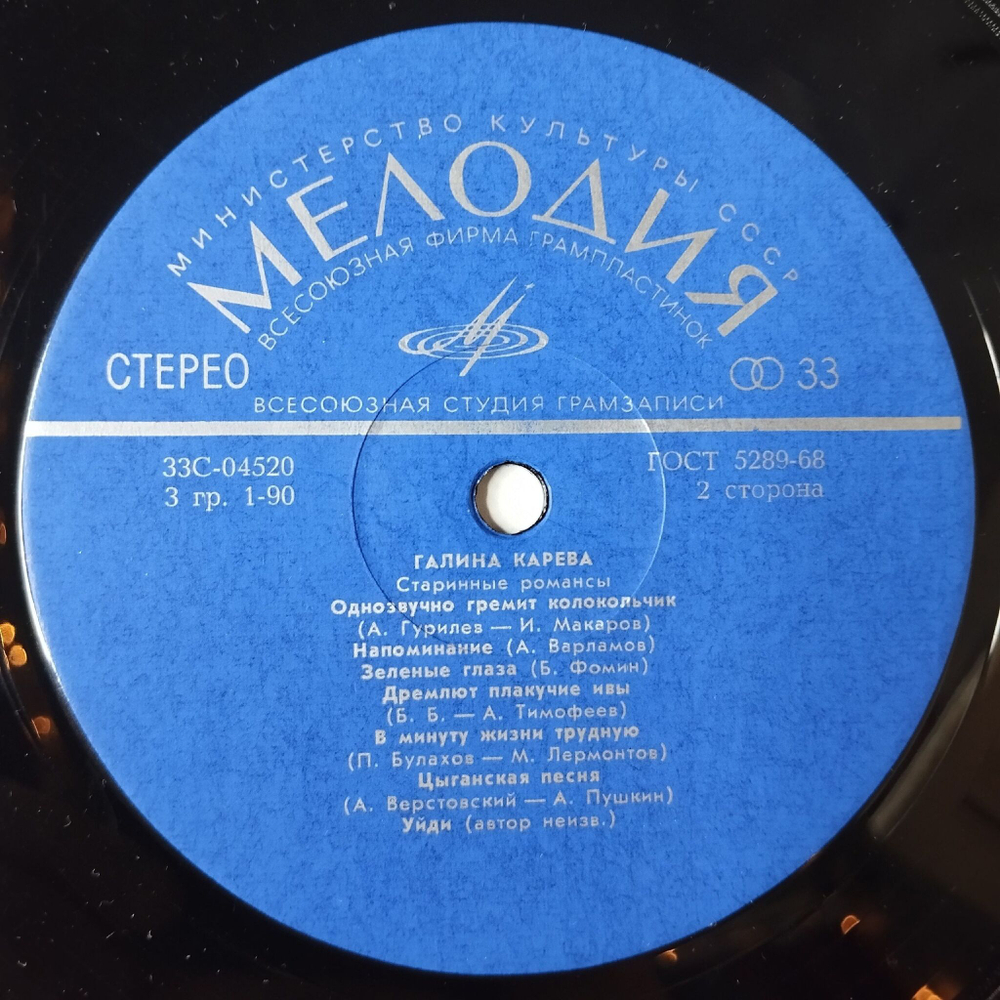 МИНИСТЕРСТВО КУЛЬТУРЫ СССР
МЕЛОДИЯ
ВСЕСОЮЗНАЯ ФИРМА ГРАМПЛАСТИНОК
СТЕРЕО
33
ВСЕСОЮЗНАЯ СТУДИЯ ГРАМЗАПИСИ
33С-04520
ГОСТ 5289-68
3 гр. 1-90
2 сторона
ГАЛИНА КАРЕВА
Старинные романсы
Однозвучно гремит колокольчик
(А. Гурилев — И. Макаров)
Напоминание (А. Варламов)
Зеленые глаза (Б. Фомин)
Дремлют плакучие ивы
(Б. Б. — А. Тимофеев)
В минуту жизни трудную
(П. Булахов — М. Лермонтов)
Цыганская песня
(А. Верстовский — А. Пушкин)
Уйди (автор неизв.)